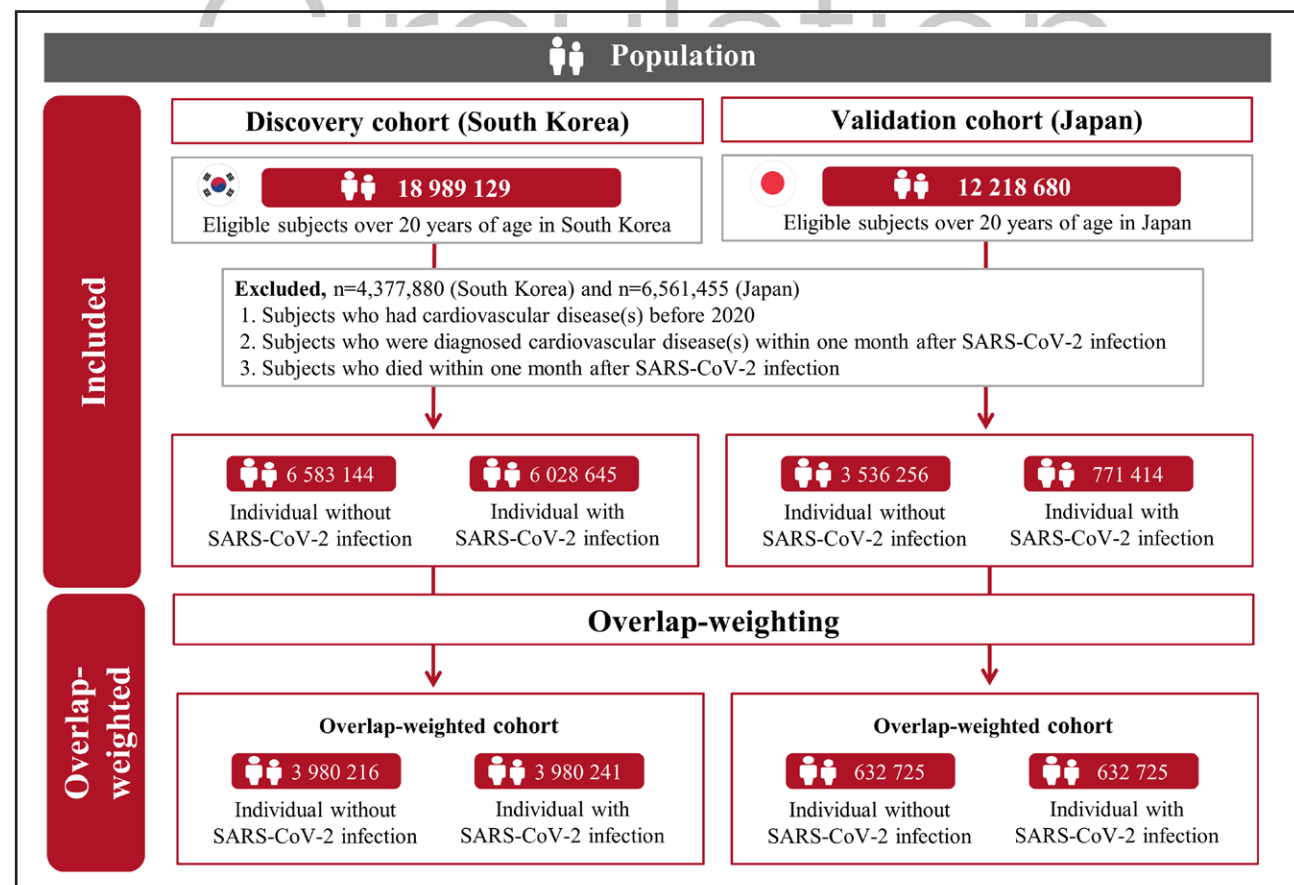 Circulation
Population
Included
Discovery cohort (South Korea)
18 989 129
Eligible subjects over 20 years of age in South Korea
Validation cohort (Japan)
12 218 680
Eligible subjects over 20 years of age in Japan
Excluded, n=4,377,880 (South Korea) and n=6,561,455 (Japan)
1. Subjects who had cardiovascular disease(s) before 2020
2. Subjects who were diagnosed cardiovascular disease(s) within one month after SARS-CoV-2 infection
3. Subjects who died within one month after SARS-CoV-2 infection
6 583 144
Individual without
SARS-CoV-2 infection
6 028 645
Individual with
SARS-CoV-2 infection
3 536 256
Individual without
SARS-CoV-2 infection
771 414
Individual with
SARS-CoV-2 infection
Overlap-
weighted
Overlap-weighting
Overlap-weighted cohort
3 980 216
Individual without
SARS-CoV-2 infection
3 980 241
Individual with
SARS-CoV-2 infection
Overlap-weighted cohort
632 725
Individual without
SARS-CoV-2 infection
632 725
Individual with
SARS-CoV-2 infection